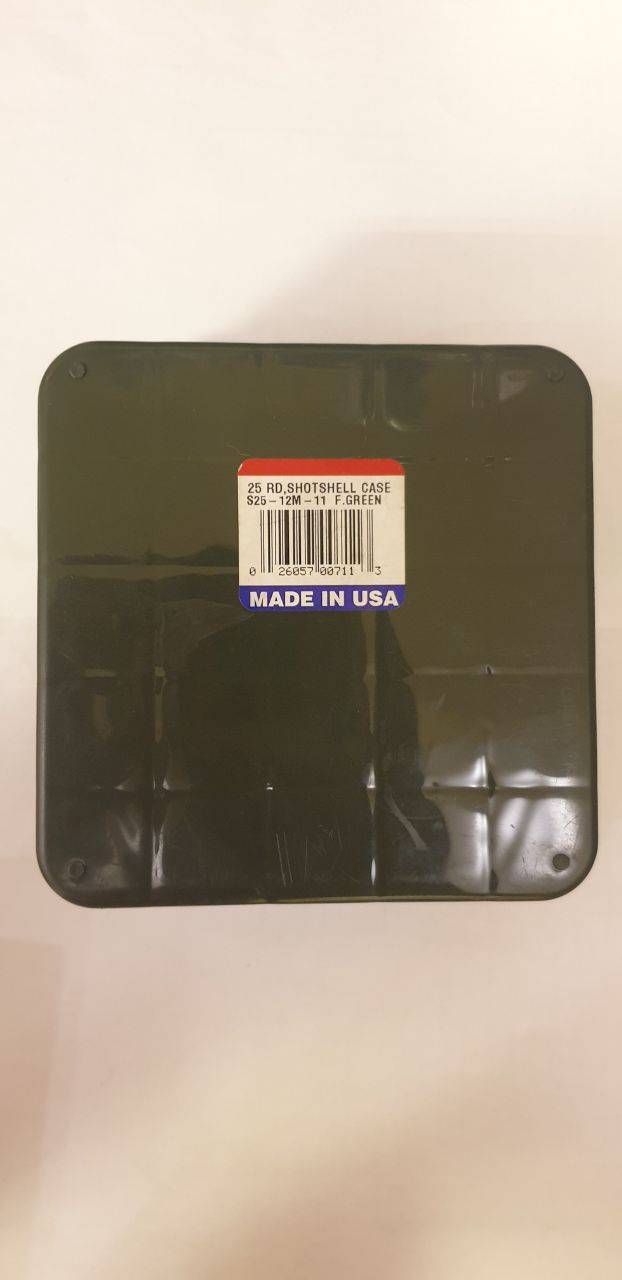 25 RD,SHOTSHELL CASE
S25-12M-11 F.GREEN
0 26057 00711 3
MADE IN USA